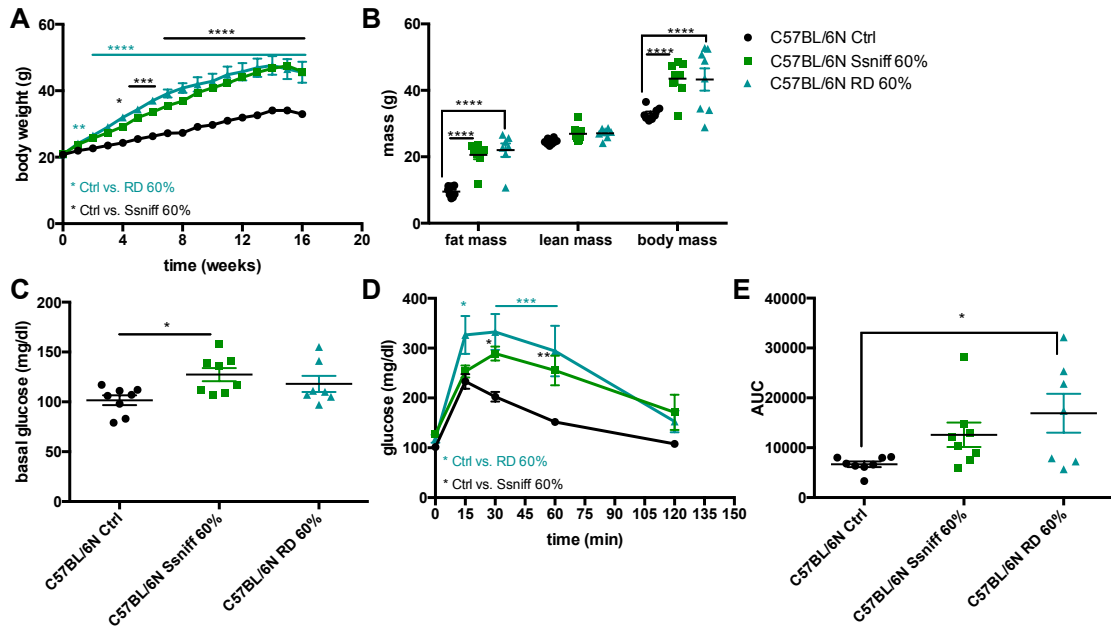 A
body weight (g)
60
40
20
0
0 4 8 12 16 20
time (weeks)
**
****
*
***
****
* Ctrl vs. RD 60%
* Ctrl vs. Ssniff 60%
B
mass (g)
60
40
20
0
****
****
****
****
fat mass lean mass body mass
C57BL/6N Ctrl
C57BL/6N Ssniff 60%
C57BL/6N RD 60%
C
basal glucose (mg/dl)
200
150
100
50
0
*
C57BL/6N Ctrl
C57BL/6N Ssniff 60%
C57BL/6N RD 60%
D
glucose (mg/dl)
400
300
200
100
0
*
***
*
**
* Ctrl vs. RD 60%
* Ctrl vs. Ssniff 60%
0 15 30 45 60 75 90 105 120 135 150
time (min)
E
AUC
40000
30000
20000
10000
0
*
C57BL/6N Ctrl
C57BL/6N Ssniff 60%
C57BL/6N RD 60%